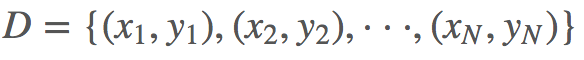 D = {(x₁, y₁), (x₂, y₂), · · ·, (x_N, y_N)}